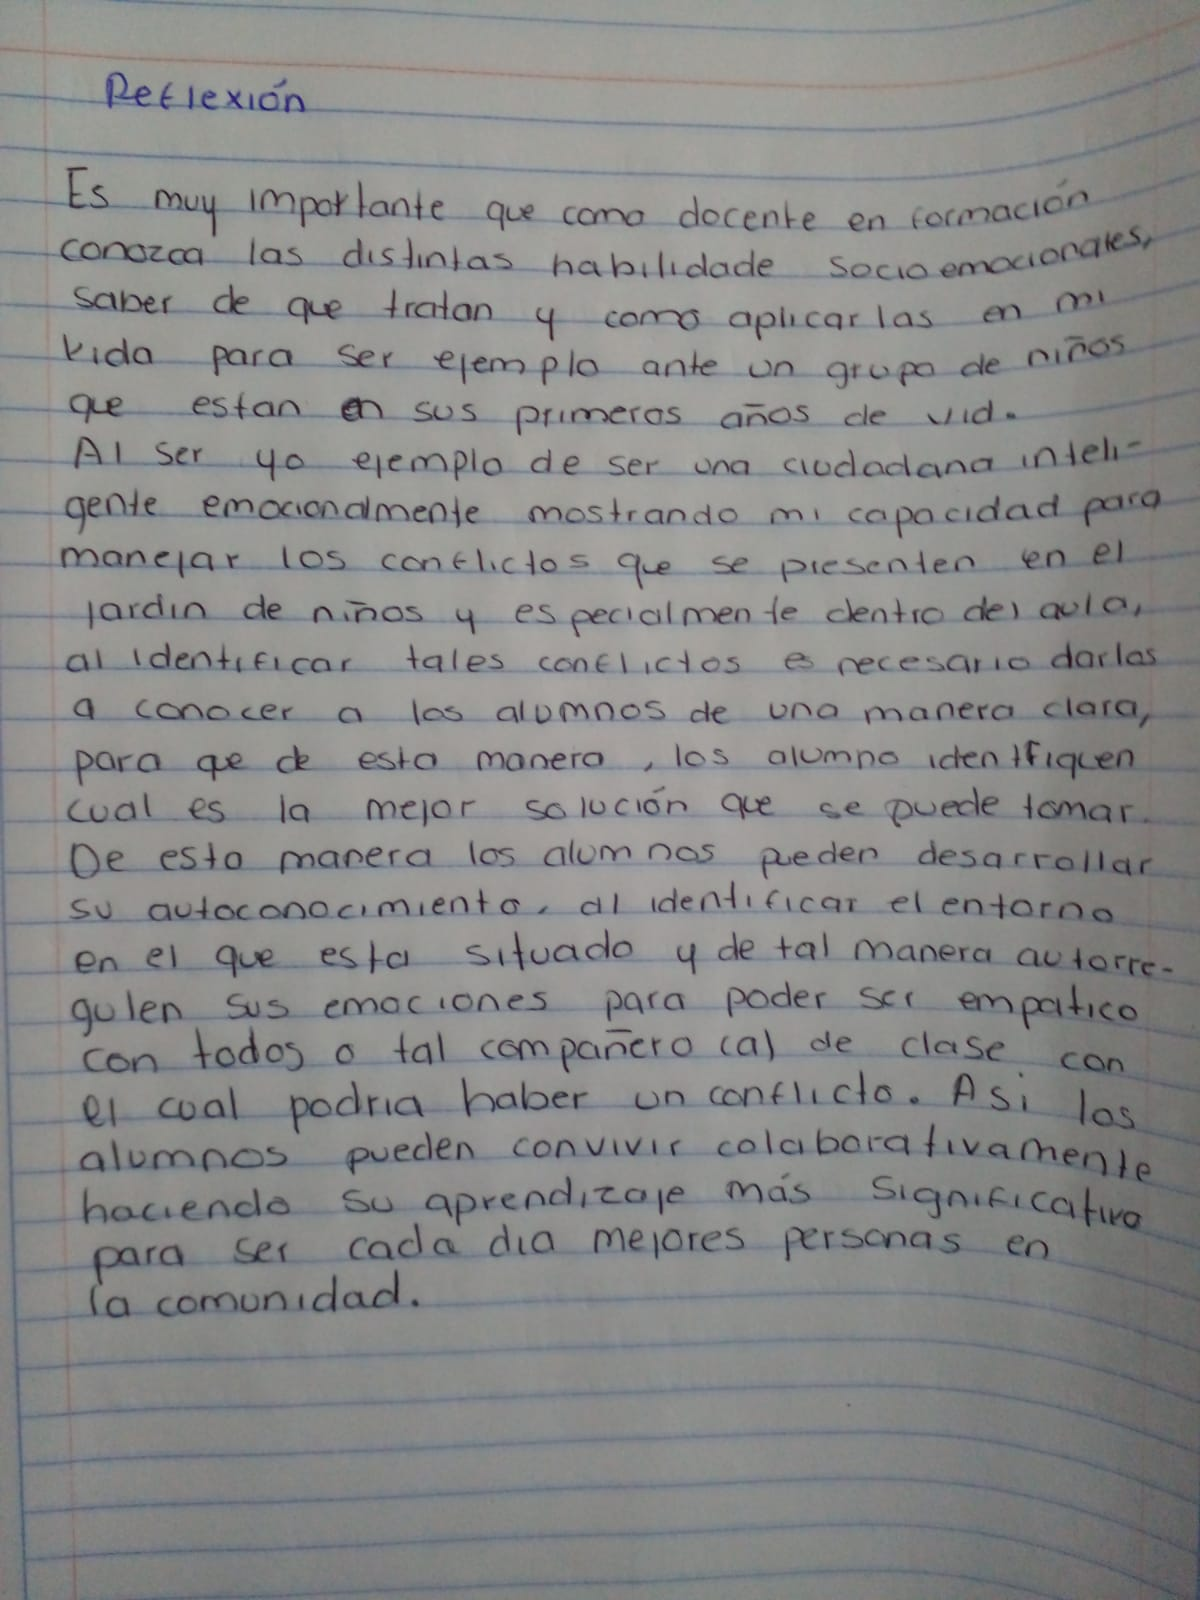 Reflexión
Es muy importante que como docente en formación
conozca las distintas habilidade socioemocionales,
saber de que tratan y como aplicarlas en mi
vida para ser ejemplo ante un grupo de niños
que estan en sus primeros años de vid.
Al ser yo ejemplo de ser una ciudadana inteli-
gente emocionalmente mostrando mi capacidad para
manejar los conflictos que se presenten en el
jardin de niños y especialmente dentro del aula,
al identificar tales conflictos es necesario darlos
a conocer a los alumnos de una manera clara,
para que de esta manera, los alumno identfiquen
cual es la mejor solución que se puede tomar.
De esta manera los alumnos pueden desarrollar
su autoconocimiento, al identificar el entorno
en el que esta situado y de tal manera autorre-
gulen sus emociones para poder ser empatico
con todos o tal compañero (a) de clase con
el cual podria haber un conflicto. Asi los
alumnos pueden convivir colaborativamente
haciendo su aprendizaje más significativo
para ser cada dia mejores personas en
la comunidad.